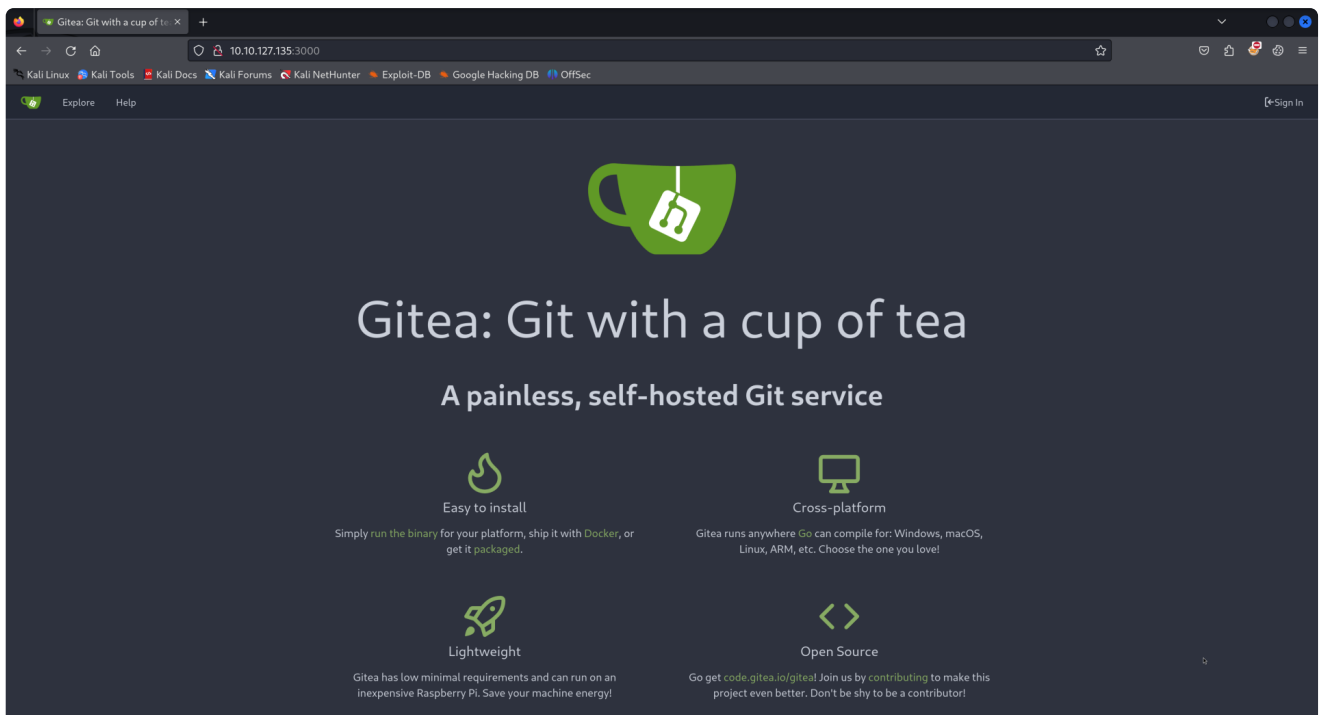 Gitea: Git with a cup of te
10.10.127.135:3000
Kali Linux Kali Tools Kali Docs Kali Forums Kali NetHunter Exploit-DB Google Hacking DB OffSec
Explore Help Sign In
Gitea: Git with a cup of tea
A painless, self-hosted Git service
Easy to install
Simply run the binary for your platform, ship it with Docker, or
get it packaged.
Cross-platform
Gitea runs anywhere Go can compile for: Windows, macOS,
Linux, ARM, etc. Choose the one you love!
Lightweight
Gitea has low minimal requirements and can run on an
inexpensive Raspberry Pi. Save your machine energy!
Open Source
Go get code.gitea.io/gitea! Join us by contributing to make this
project even better. Don't be shy to be a contributor!